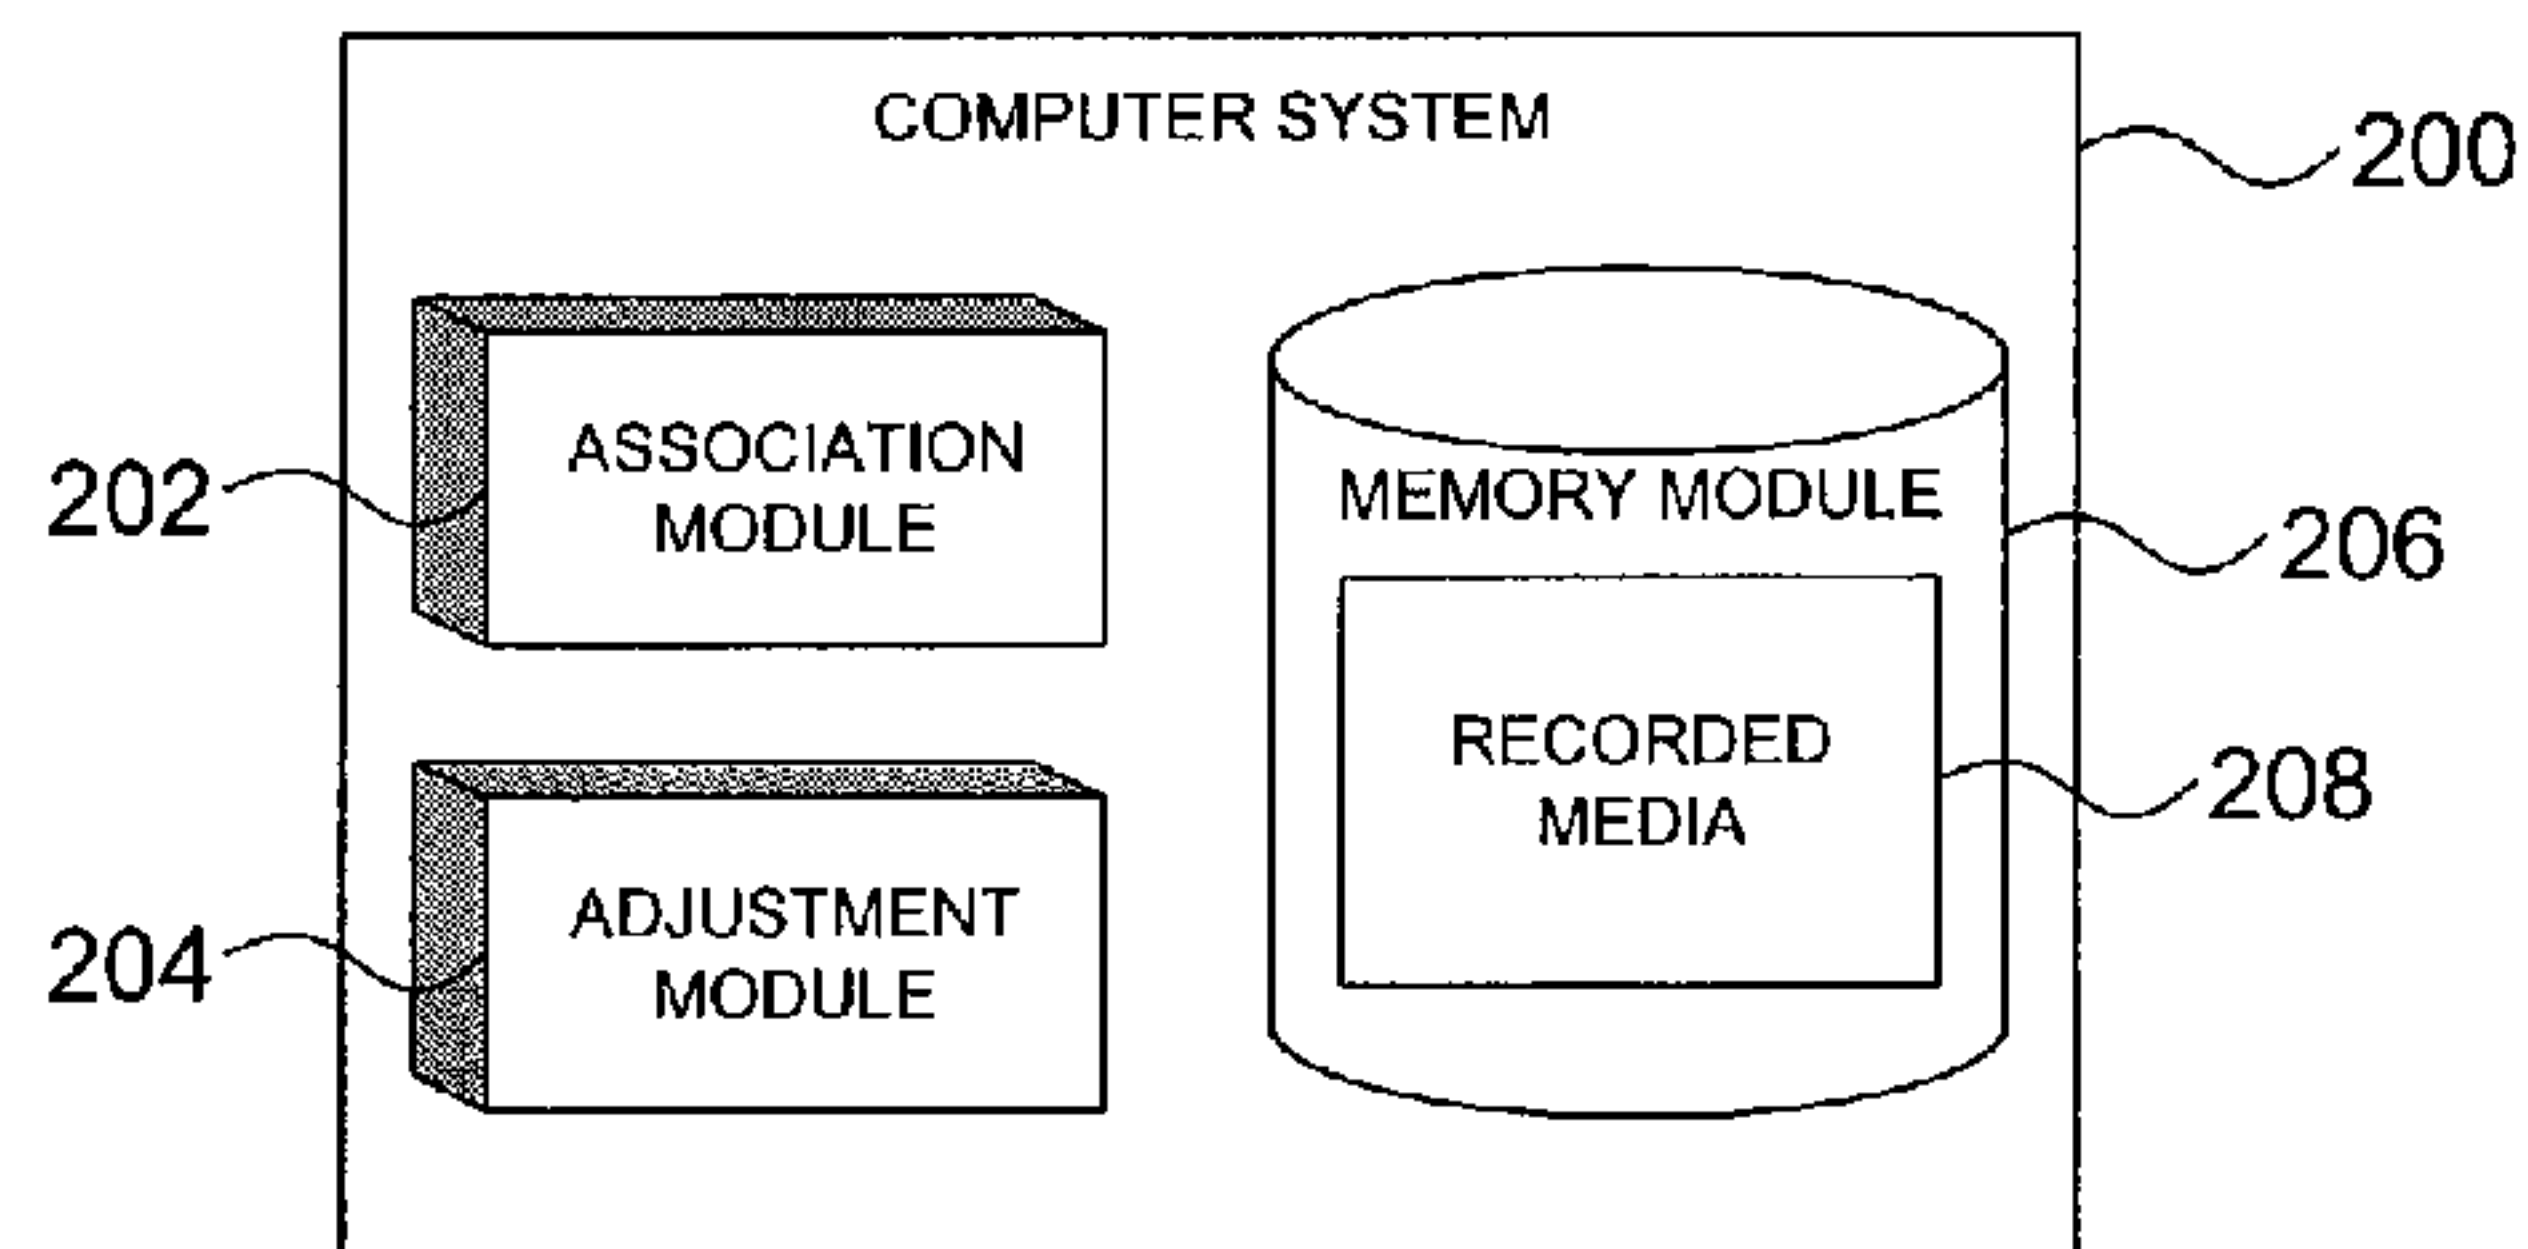 COMPUTER SYSTEM
200
ASSOCIATION
MODULE
202
MEMORY MODULE
206
RECORDED
MEDIA
208
ADJUSTMENT
MODULE
204